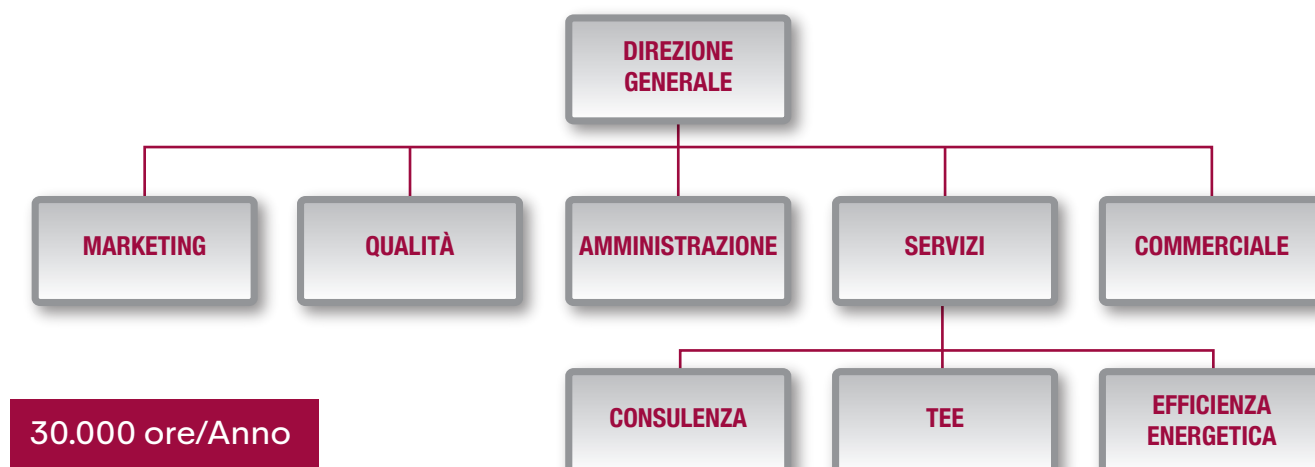 DIREZIONE
GENERALE
MARKETING
QUALITÀ
AMMINISTRAZIONE
SERVIZI
COMMERCIALE
CONSULENZA
TEE
EFFICIENZA
ENERGETICA
30.000 ore/Anno